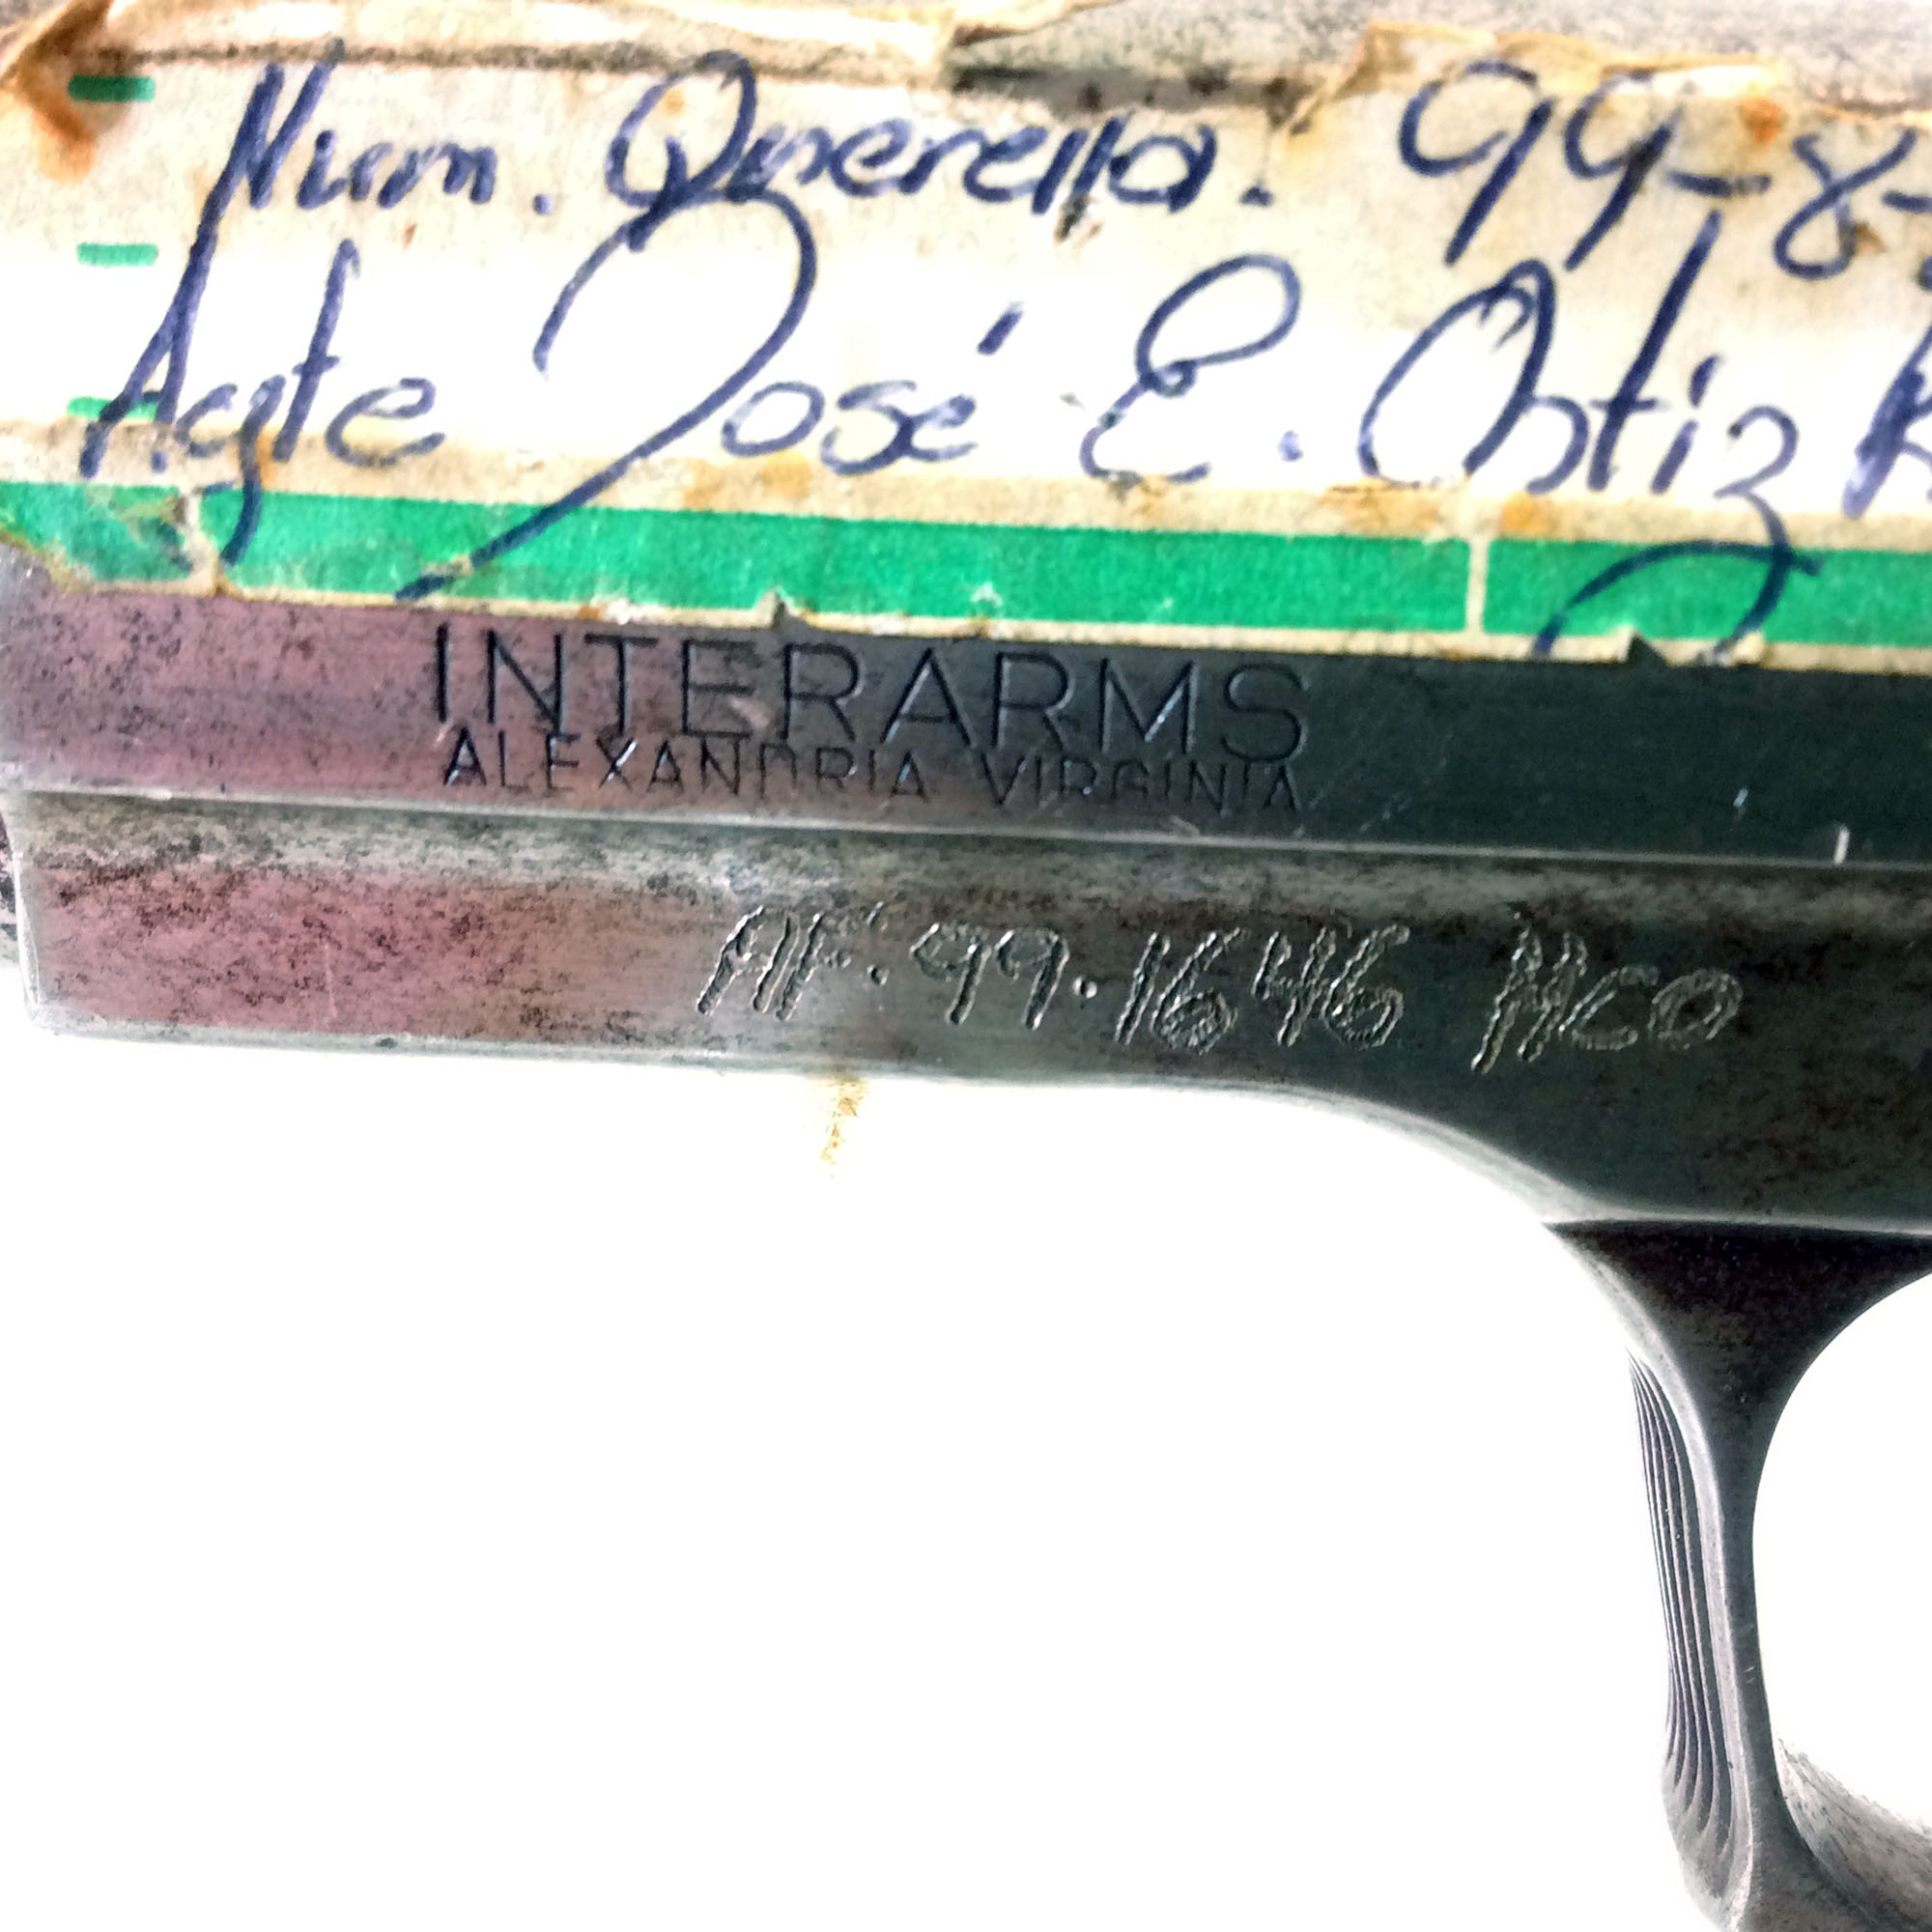 Num. Querella. 99-8-
Agte José E. Ortiz R
INTERARMS
ALEXANDRIA VIRGINIA
AF. 99.1646 HCO